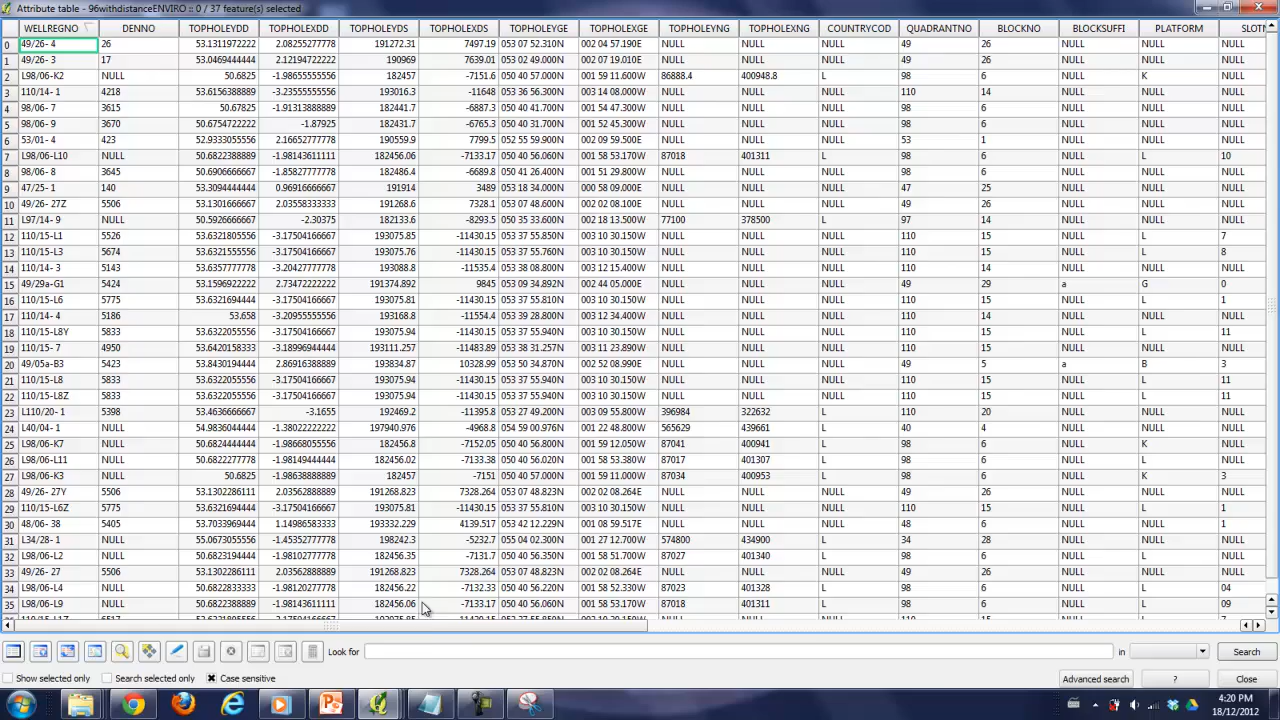 Attribute table - 96withdistanceENVIRO :: 0 / 37 feature(s) selected
WELLREGNO DENNO TOPHOLEYDD TOPHOLEXDD TOPHOLEYDS TOPHOLEXDS TOPHOLEYGE TOPHOLEXGE TOPHOLEYNG TOPHOLEXNG COUNTRYCOD QUADRANTNO BLOCKNO BLOCKSUFFI PLATFORM SLOTN
0 49/26- 4 26 53.1311972222 2.08255277778 191272.31 7497.19 053 07 52.310N 002 04 57.190E NULL NULL NULL 49 26 NULL NULL NULL
1 49/26- 3 17 53.0469444444 2.12194722222 190969 7639.01 053 02 49.000N 002 07 19.010E NULL NULL NULL 49 26 NULL NULL NULL
2 L98/06-K2 NULL 50.6825 -1.98655555556 182457 -7151.6 050 40 57.000N 001 59 11.600W 86888.4 400948.8 L 98 6 NULL K NULL
3 110/14- 1 4218 53.6156388889 -3.23555555556 193016.3 -11648 053 36 56.300N 003 14 08.000W NULL NULL NULL 110 14 NULL NULL NULL
4 98/06- 7 3615 50.67825 -1.91313888889 182441.7 -6887.3 050 40 41.700N 001 54 47.300W NULL NULL NULL 98 6 NULL NULL NULL
5 98/06- 9 3670 50.6754722222 -1.87925 182431.7 -6765.3 050 40 31.700N 001 52 45.300W NULL NULL NULL 98 6 NULL NULL NULL
6 53/01- 4 423 52.9333055556 2.16652777778 190559.9 7799.5 052 55 59.900N 002 09 59.500E NULL NULL NULL 53 1 NULL NULL NULL
7 L98/06-L10 NULL 50.6822388889 -1.98143611111 182456.06 -7133.17 050 40 56.060N 001 58 53.170W 87018 401311 L 98 6 NULL L 10
8 98/06- 8 3645 50.6906666667 -1.85827777778 182486.4 -6689.8 050 41 26.400N 001 51 29.800W NULL NULL NULL 98 6 NULL NULL NULL
9 47/25- 1 140 53.3094444444 0.96916666667 191914 3489 053 18 34.000N 000 58 09.000E NULL NULL NULL 47 25 NULL NULL NULL
10 49/26- 27Z 5506 53.1301666667 2.03558333333 191268.6 7328.1 053 07 48.600N 002 02 08.100E NULL NULL NULL 49 26 NULL NULL NULL
11 L97/14- 9 NULL 50.5926666667 -2.30375 182133.6 -8293.5 050 35 33.600N 002 18 13.500W 77100 378500 L 97 14 NULL NULL NULL
12 110/15-L1 5526 53.6321805556 -3.17504166667 193075.85 -11430.15 053 37 55.850N 003 10 30.150W NULL NULL NULL 110 15 NULL L 7
13 110/15-L3 5674 53.6321555556 -3.17504166667 193075.76 -11430.15 053 37 55.760N 003 10 30.150W NULL NULL NULL 110 15 NULL L 8
14 110/14- 3 5143 53.6357777778 -3.20427777778 193088.8 -11535.4 053 38 08.800N 003 12 15.400W NULL NULL NULL 110 14 NULL NULL NULL
15 49/29a-G1 5424 53.1596922222 2.73472222222 191374.892 9845 053 09 34.892N 002 44 05.000E NULL NULL NULL 49 29 a G 0
16 110/15-L6 5775 53.6321694444 -3.17504166667 193075.81 -11430.15 053 37 55.810N 003 10 30.150W NULL NULL NULL 110 15 NULL L 1
17 110/14- 4 5186 53.658 -3.20955555556 193168.8 -11554.4 053 39 28.800N 003 12 34.400W NULL NULL NULL 110 14 NULL NULL NULL
18 110/15-L8Y 5833 53.6322055556 -3.17504166667 193075.94 -11430.15 053 37 55.940N 003 10 30.150W NULL NULL NULL 110 15 NULL L 11
19 110/15- 7 4950 53.6420158333 -3.18996944444 193111.257 -11483.89 053 38 31.257N 003 11 23.890W NULL NULL NULL 110 15 NULL NULL NULL
20 49/05a-B3 5423 53.8430194444 2.86916388889 193834.87 10328.99 053 50 34.870N 002 52 08.990E NULL NULL NULL 49 5 a B 3
21 110/15-L8 5833 53.6322055556 -3.17504166667 193075.94 -11430.15 053 37 55.940N 003 10 30.150W NULL NULL NULL 110 15 NULL L 11
22 110/15-L8Z 5833 53.6322055556 -3.17504166667 193075.94 -11430.15 053 37 55.940N 003 10 30.150W NULL NULL NULL 110 15 NULL L 11
23 L110/20- 1 5398 53.4636666667 -3.1655 192469.2 -11395.8 053 27 49.200N 003 09 55.800W 396984 322632 L 110 20 NULL NULL NULL
24 L40/04- 1 NULL 54.9836044444 -1.38022222222 197940.976 -4968.8 054 59 00.976N 001 22 48.800W 565629 439661 L 40 4 NULL NULL NULL
25 L98/06-K7 NULL 50.6824444444 -1.98668055556 182456.8 -7152.05 050 40 56.800N 001 59 12.050W 87041 400941 L 98 6 NULL K NULL
26 L98/06-L11 NULL 50.6822277778 -1.98149444444 182456.02 -7133.38 050 40 56.020N 001 58 53.380W 87017 401307 L 98 6 NULL L NULL
27 L98/06-K3 NULL 50.6825 -1.98638888889 182457 -7151 050 40 57.000N 001 59 11.000W 87034 400953 L 98 6 NULL K 3
28 49/26- 27Y 5506 53.1302286111 2.03562888889 191268.823 7328.264 053 07 48.823N 002 02 08.264E NULL NULL NULL 49 26 NULL NULL NULL
29 110/15-L6Z 5775 53.6321694444 -3.17504166667 193075.81 -11430.15 053 37 55.810N 003 10 30.150W NULL NULL NULL 110 15 NULL L 1
30 48/06- 38 5405 53.7033969444 1.14986583333 193332.229 4139.517 053 42 12.229N 001 08 59.517E NULL NULL NULL 48 6 NULL NULL 1
31 L34/28- 1 NULL 55.0673055556 -1.45352777778 198242.3 -5232.7 055 04 02.300N 001 27 12.700W 574800 434900 L 34 28 NULL NULL NULL
32 L98/06-L2 NULL 50.6823194444 -1.98102777778 182456.35 -7131.7 050 40 56.350N 001 58 51.700W 87027 401340 L 98 6 NULL L NULL
33 49/26- 27 5506 53.1302286111 2.03562888889 191268.823 7328.264 053 07 48.823N 002 02 08.264E NULL NULL NULL 49 26 NULL NULL NULL
34 L98/06-L4 NULL 50.6822833333 -1.98120277778 182456.22 -7132.33 050 40 56.220N 001 58 52.330W 87023 401328 L 98 6 NULL L 04
35 L98/06-L9 NULL 50.6822388889 -1.98143611111 182456.06 -7133.17 050 40 56.060N 001 58 53.170W 87018 401311 L 98 6 NULL L 09
Look for in Search
Show selected only Search selected only Case sensitive Advanced search ? Close
4:20 PM
18/12/2012